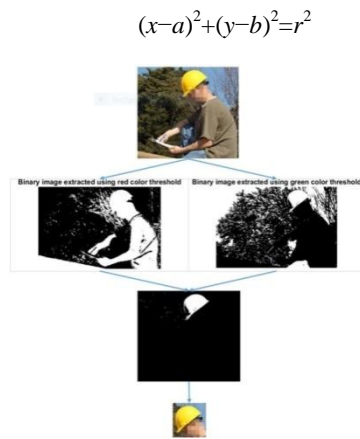 (x−a)²+(y−b)²=r²
Binary image extracted using red color threshold
Binary image extracted using green color threshold